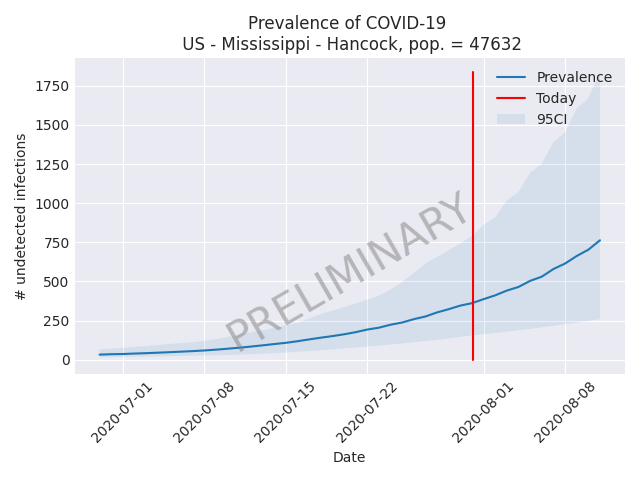 Prevalence of COVID-19
US - Mississippi - Hancock, pop. = 47632
Prevalence
Today
95CI
1750
1500
1250
1000
750
500
250
0
# undetected infections
PRELIMINARY
2020-07-01
2020-07-08
2020-07-15
2020-07-22
2020-08-01
2020-08-08
Date